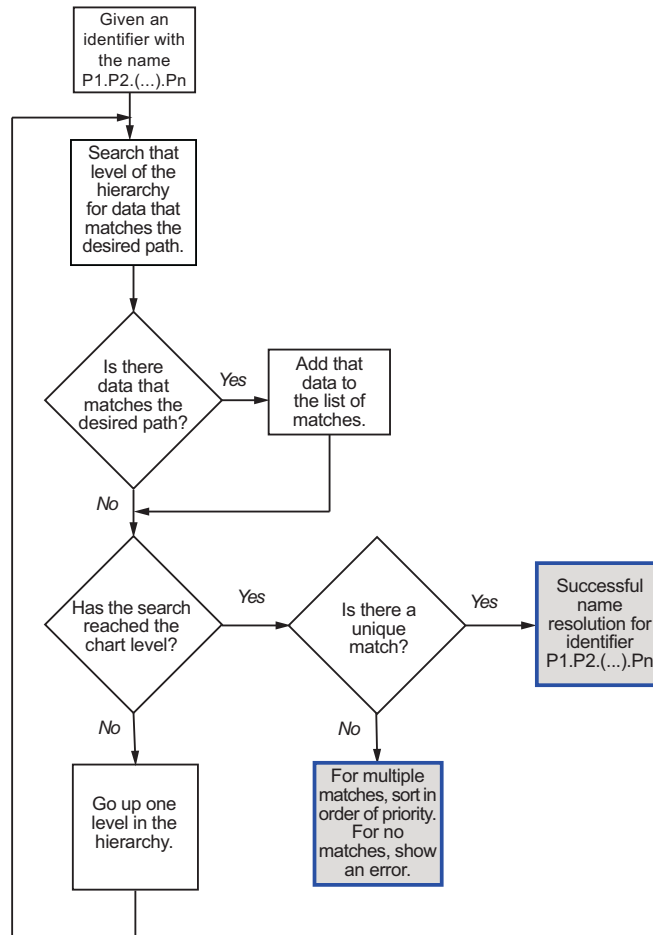 Given an
identifier with
the name
P1.P2.(...).Pn
Search that
level of the
hierarchy
for data that
matches the
desired path.
Is there
data that
matches the
desired path?
Yes
Add that
data to
the list of
matches.
No
Has the search
reached the
chart level?
Yes
Is there a
unique
match?
Yes
Successful
name
resolution for
identifier
P1.P2.(...).Pn
No
Go up one
level in the
hierarchy.
No
For multiple
matches, sort in
order of priority.
For no
matches, show
an error.